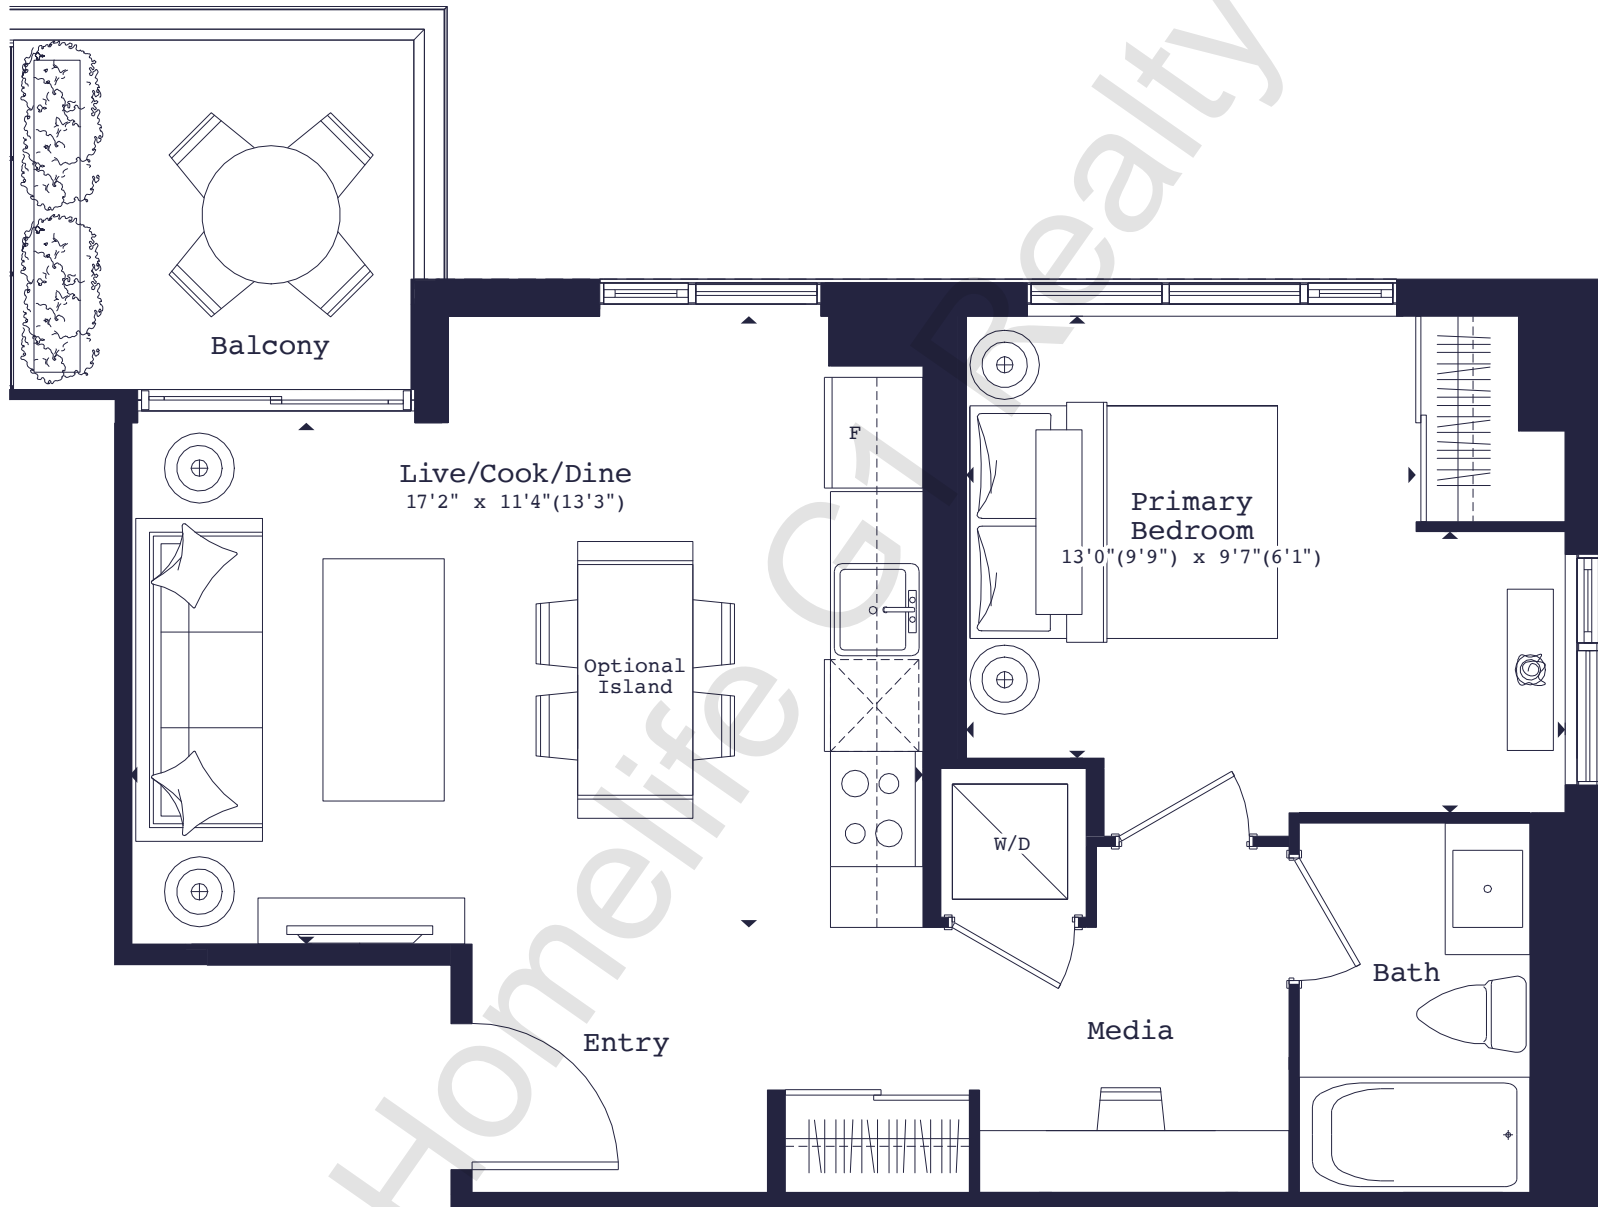 Balcony
Live/Cook/Dine
17'2" x 11'4"(13'3")
F
Primary
Bedroom
13'0"(9'9") x 9'7"(6'1")
Optional
Island
W/D
Bath
Media
Entry
Homelife G1 Realty